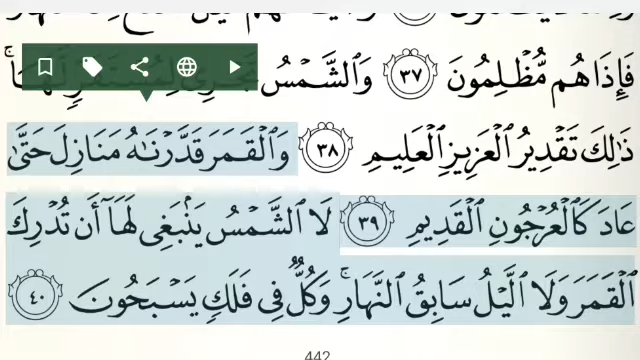 فَإِذَا هُم مُّظْلِمُونَ ٣٧ وَالشَّمْسُ
ذَٰلِكَ تَقْدِيرُ الْعَزِيزِ الْعَلِيمِ ٣٨ وَالْقَمَرَ قَدَّرْنَاهُ مَنَازِلَ حَتَّىٰ
عَادَ كَالْعُرْجُونِ الْقَدِيمِ ٣٩ لَا الشَّمْسُ يَنۢبَغِي لَهَا أَن تُدْرِكَ
الْقَمَرَ وَلَا اللَّيْلُ سَابِقُ النَّهَارِ ۚ وَكُلٌّ فِي فَلَكٍ يَسْبَحُونَ ٤٠
442